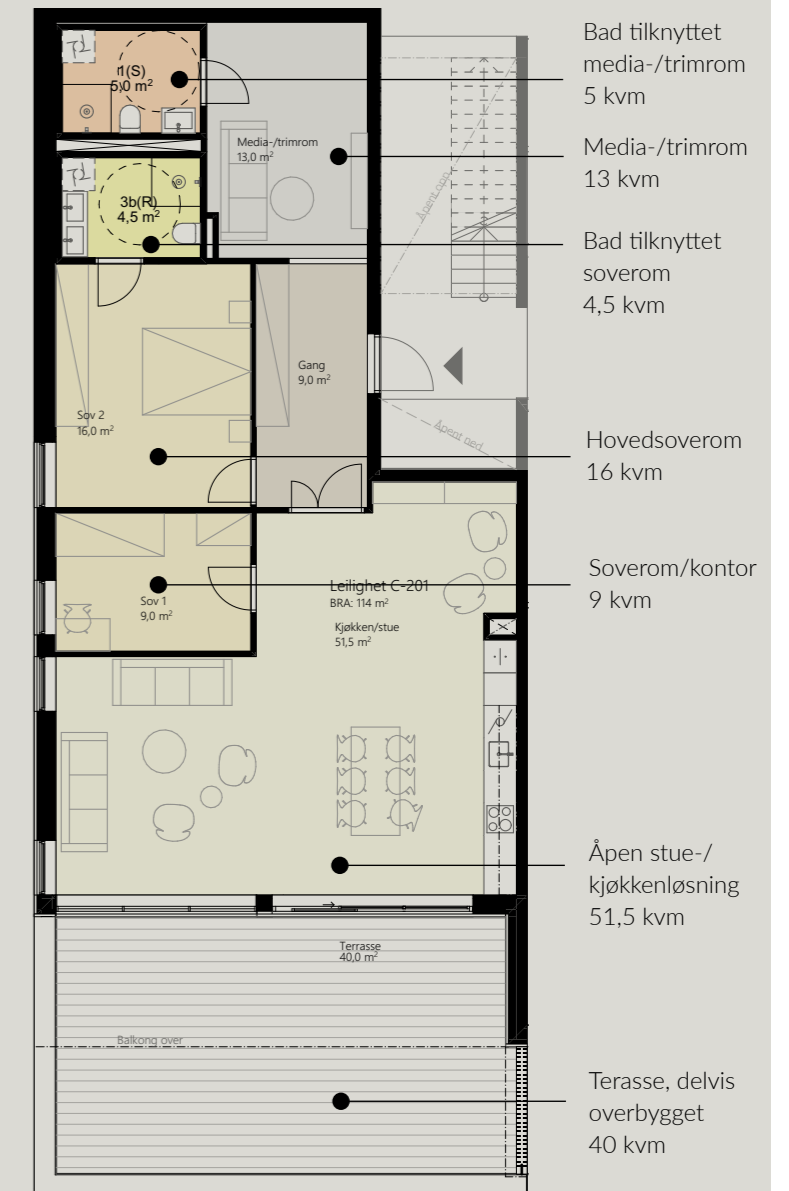 Bad tilknyttet
media-/trimrom
5 kvm
Media-/trimrom
13 kvm
Bad tilknyttet
soverom
4,5 kvm
Hovedsoverom
16 kvm
Soverom/kontor
9 kvm
Åpen stue-/
kjøkkenløsning
51,5 kvm
Terasse, delvis
overbygget
40 kvm
1(S)
5,0 m²
Media-/trimrom
13,0 m²
3b(R)
4,5 m²
Åpent opp
Gang
9,0 m²
Sov 2
16,0 m²
Åpent ned
Leilighet C-201
BRA: 114 m²
Sov 1
9,0 m²
Kjøkken/stue
51,5 m²
Terrasse
40,0 m²
Balkong over